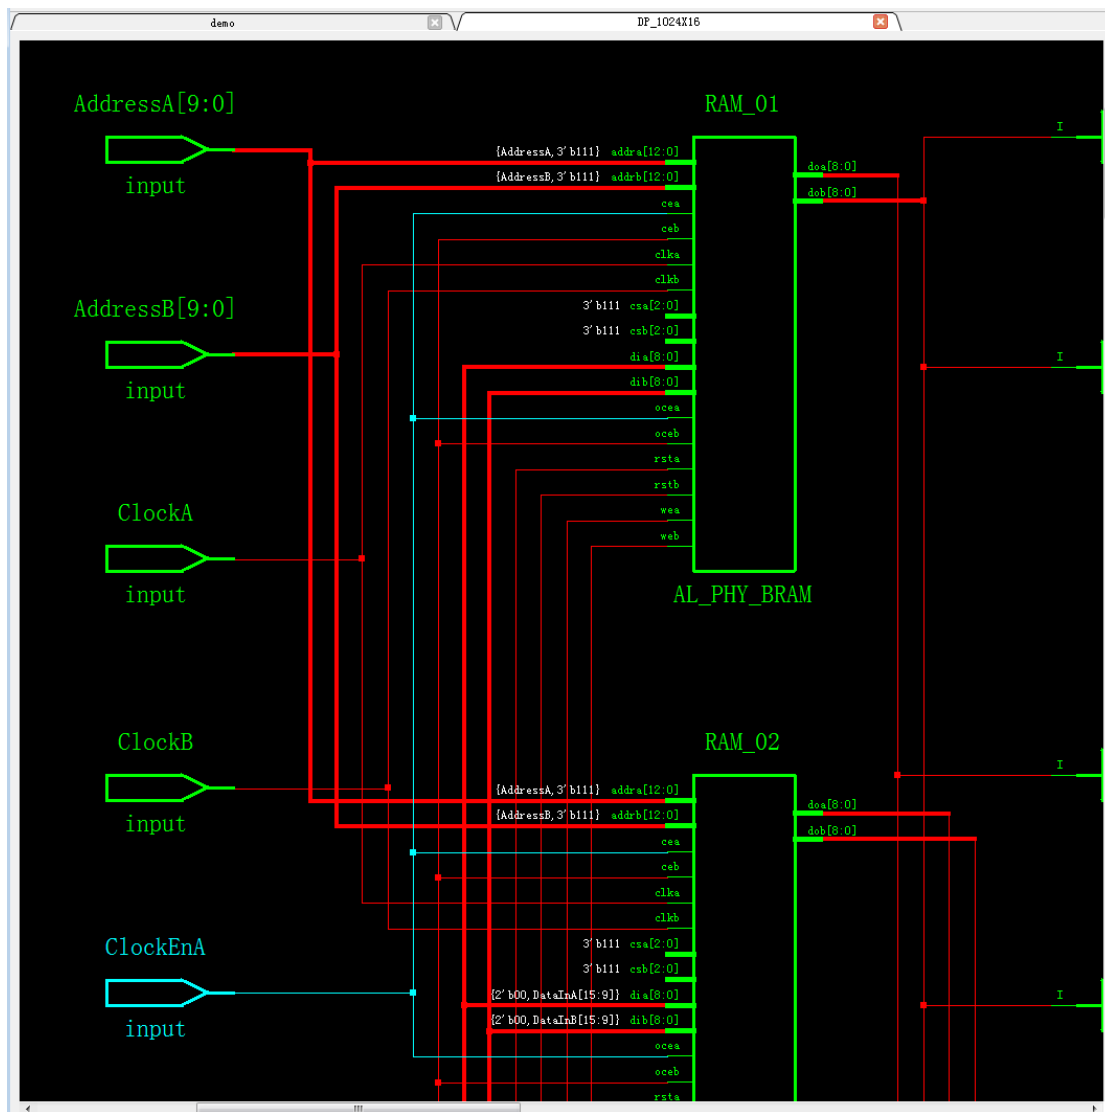 demo
DP_1024X16
AddressA[9:0]
input
AddressB[9:0]
input
ClockA
input
ClockB
input
ClockEnA
input
RAM_01
{AddressA,3'b111} addra[12:0]
{AddressB,3'b111} addrb[12:0]
cea
ceb
clka
clkb
3'b111 csa[2:0]
3'b111 csb[2:0]
dia[8:0]
dib[8:0]
ocea
oceb
rsta
rstb
wea
web
doa[8:0]
dob[8:0]
AL_PHY_BRAM
RAM_02
{AddressA,3'b111} addra[12:0]
{AddressB,3'b111} addrb[12:0]
cea
ceb
clka
clkb
3'b111 csa[2:0]
3'b111 csb[2:0]
{2'b00,DataInA[15:9]} dia[8:0]
{2'b00,DataInB[15:9]} dib[8:0]
ocea
oceb
rsta
doa[8:0]
dob[8:0]
I
I
I
I